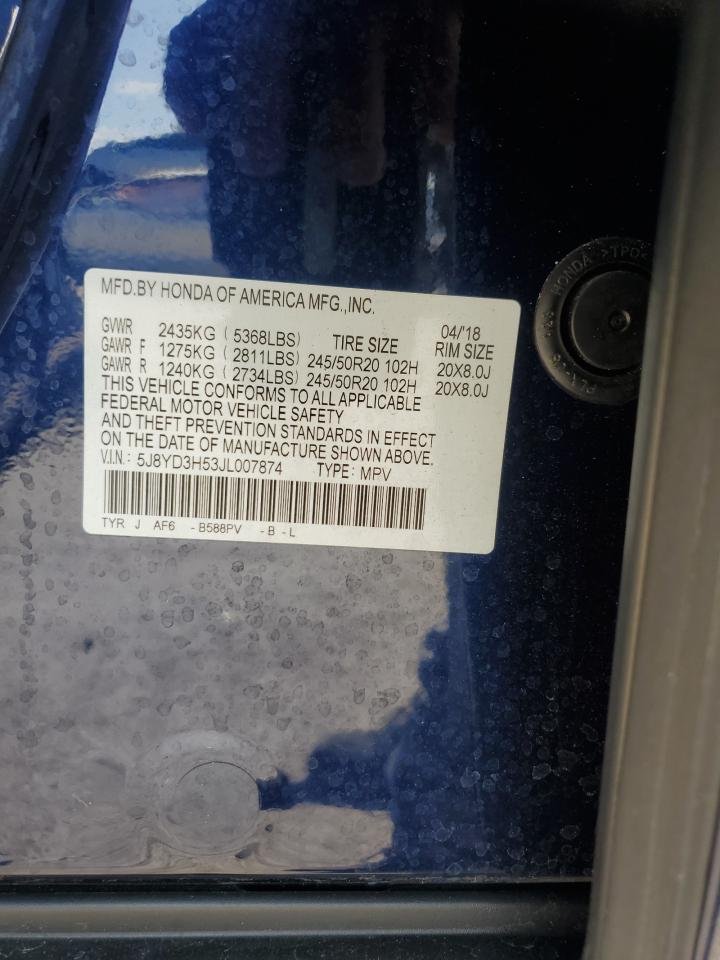 MFD.BY HONDA OF AMERICA MFG.,INC.
04/'18
GVWR 2435KG ( 5368LBS) TIRE SIZE RIM SIZE
GAWR F 1275KG ( 2811LBS) 245/50R20 102H 20X8.0J
GAWR R 1240KG ( 2734LBS) 245/50R20 102H 20X8.0J
THIS VEHICLE CONFORMS TO ALL APPLICABLE
FEDERAL MOTOR VEHICLE SAFETY
AND THEFT PREVENTION STANDARDS IN EFFECT
ON THE DATE OF MANUFACTURE SHOWN ABOVE.
V.I.N.: 5J8YD3H53JL007874 TYPE: MPV
TYR J AF6 -B588PV -B -L
HONDA >TPO<